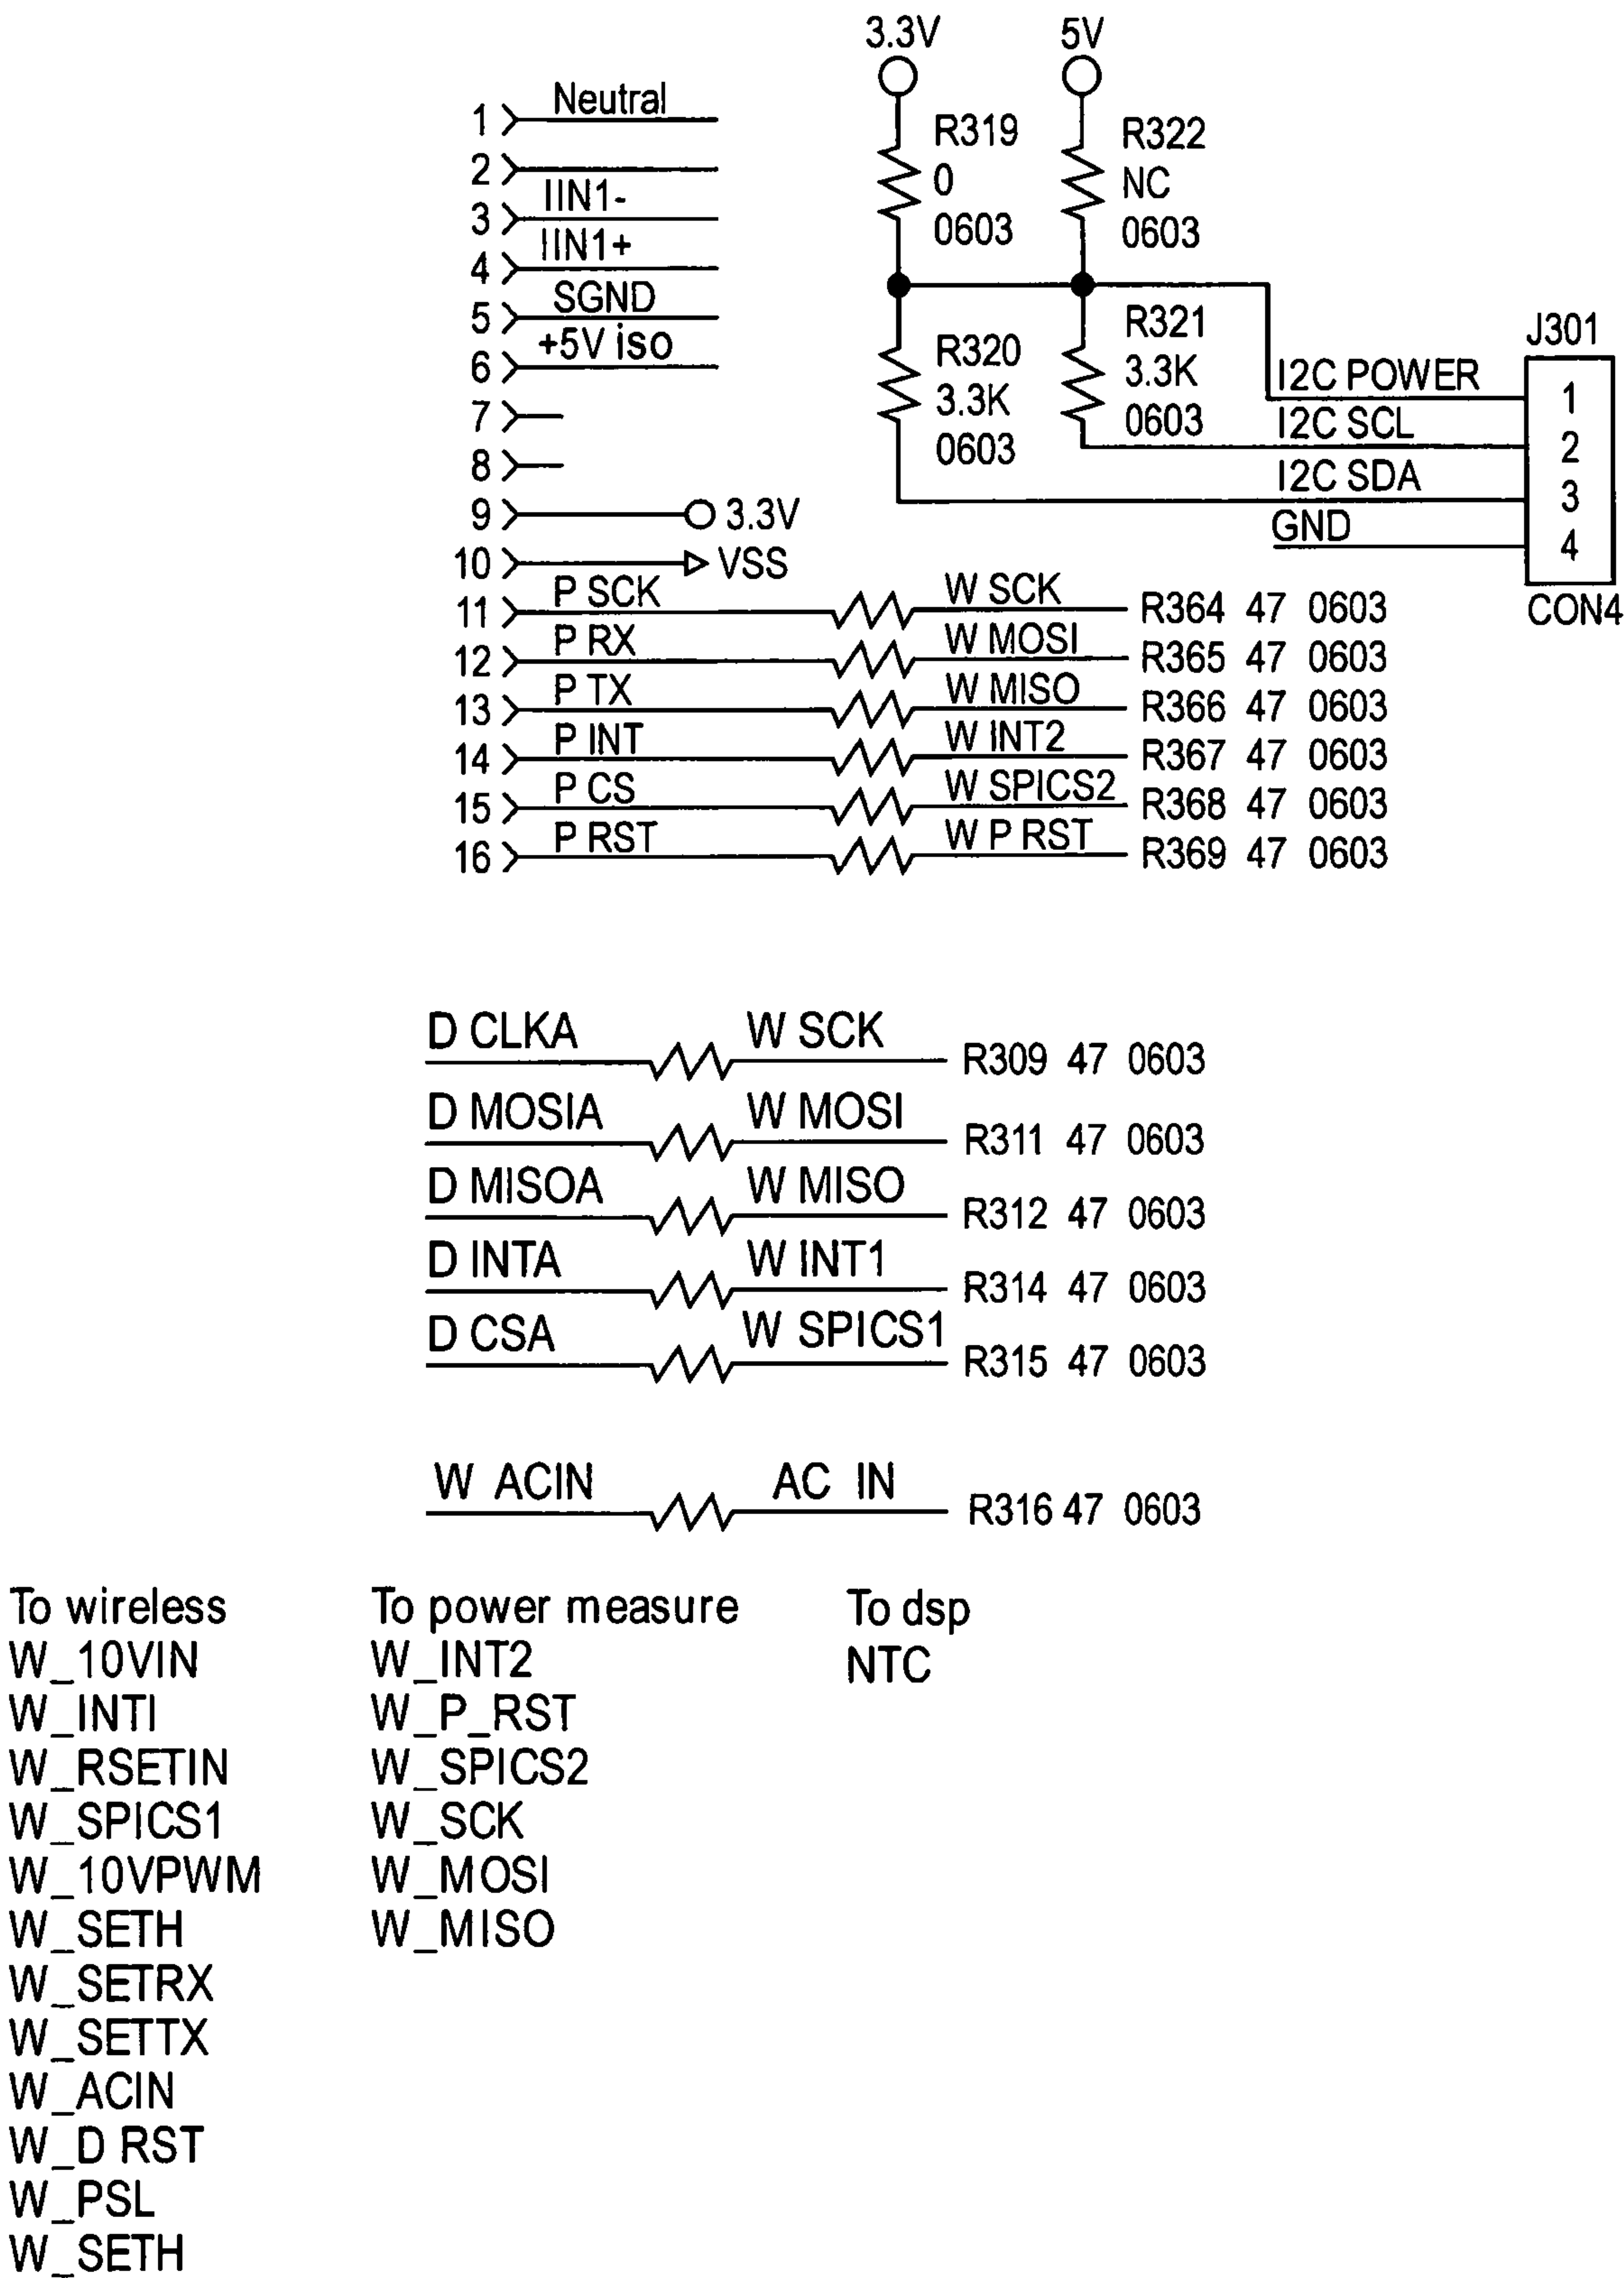 3.3V 5V
R319
0
0603
R322
NC
0603
R320
3.3K
0603
R321
3.3K
0603
J301
I2C POWER 1
I2C SCL 2
I2C SDA 3
GND 4
CON4
1 Neutral
2
3 IIN1-
4 IIN1+
5 SGND
6 +5V iso
7
8
9 3.3V
10 VSS
11 P SCK W SCK R364 47 0603
12 P RX W MOSI R365 47 0603
13 P TX W MISO R366 47 0603
14 P INT W INT2 R367 47 0603
15 P CS W SPICS2 R368 47 0603
16 P RST W P RST R369 47 0603
D CLKA W SCK R309 47 0603
D MOSIA W MOSI R311 47 0603
D MISOA W MISO R312 47 0603
D INTA W INT1 R314 47 0603
D CSA W SPICS1 R315 47 0603
W ACIN AC IN R316 47 0603
To wireless
W_10VIN
W_INTI
W_RSETIN
W_SPICS1
W_10VPWM
W_SETH
W_SETRX
W_SETTX
W_ACIN
W_D RST
W_PSL
W_SETH
To power measure
W_INT2
W_P_RST
W_SPICS2
W_SCK
W_MOSI
W_MISO
To dsp
NTC